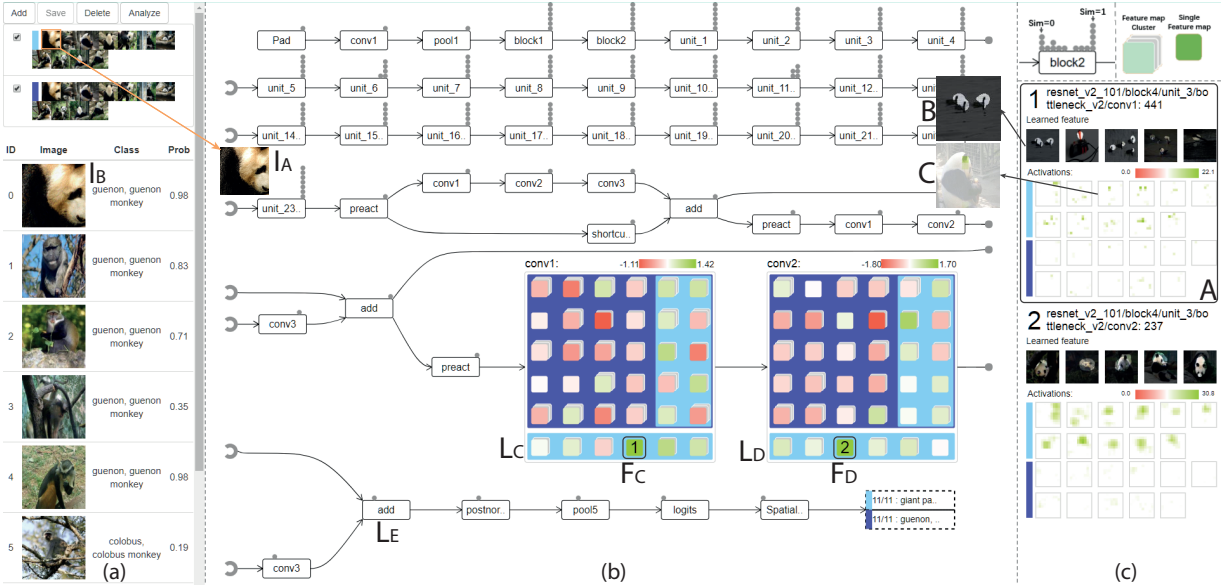 Add Save Delete Analyze
ID Image Class Prob
IB
0 guenon, guenon monkey 0.98
1 guenon, guenon monkey 0.83
2 guenon, guenon monkey 0.71
3 guenon, guenon monkey 0.35
4 guenon, guenon monkey 0.98
5 colobus, colobus monkey 0.19
(a)
Pad conv1 pool1 block1 block2 unit_1 unit_2 unit_3 unit_4
unit_5 unit_6 unit_7 unit_8 unit_9 unit_10.. unit_11.. unit_12..
B
unit_14.. unit_15.. unit_16.. unit_17.. unit_18.. unit_19.. unit_20.. unit_21..
IA
C
conv1 conv2 conv3
unit_23.. preact add
shortcu.. preact conv1 conv2
conv1: -1.11 1.42
conv2: -1.80 1.70
add
conv3
preact
LC 1
FC
LD 2
FD
add postnor.. pool5 logits Spatial..
11/11 : giant pa..
11/11 : guenon, ..
LE
conv3
(b)
Sim=0 Sim=1
block2
Feature map Cluster
Single Feature map
1 resnet_v2_101/block4/unit_3/bo
ttleneck_v2/conv1: 441
Learned feature
Activations: 0.0 22.1
A
2 resnet_v2_101/block4/unit_3/bo
ttleneck_v2/conv2: 237
Learned feature
Activations: 0.0 30.8
(c)